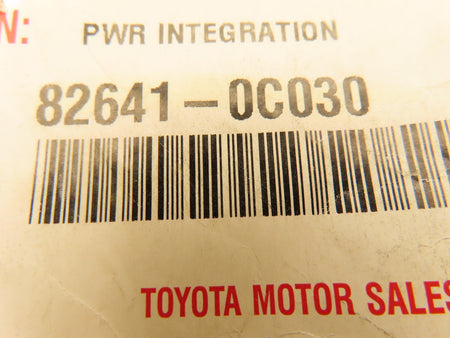 N:
PWR INTEGRATION
82641-0C030
TOYOTA MOTOR SALES